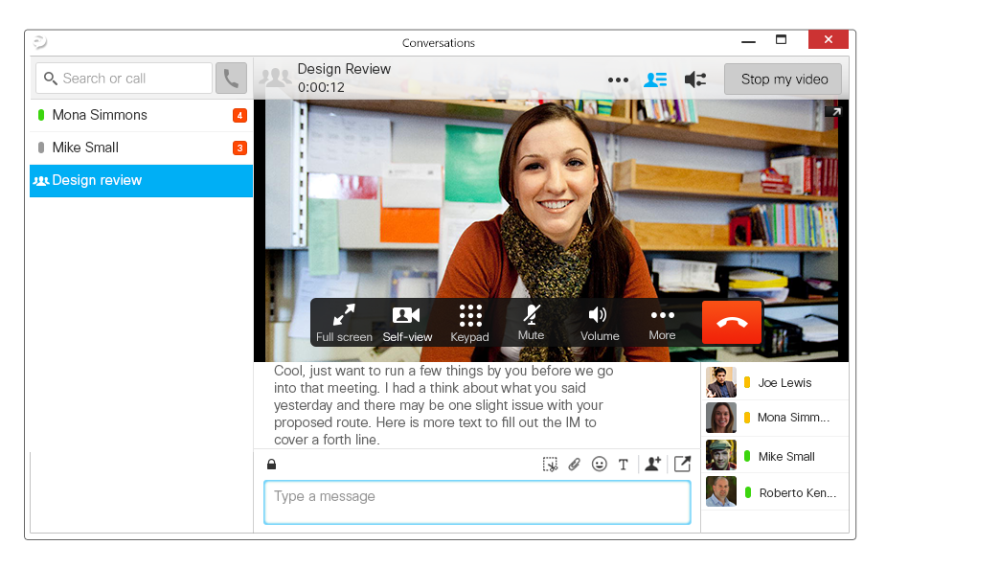 Conversations
Search or call
Design Review
0:00:12
Stop my video
Mona Simmons
4
Mike Small
3
Design review
Full screen
Self-view
Keypad
Mute
Volume
More
Cool, just want to run a few things by you before we go
into that meeting. I had a think about what you said
yesterday and there may be one slight issue with your
proposed route. Here is more text to fill out the IM to
cover a forth line.
Joe Lewis
Mona Simm...
Mike Small
Roberto Ken...
T
Type a message